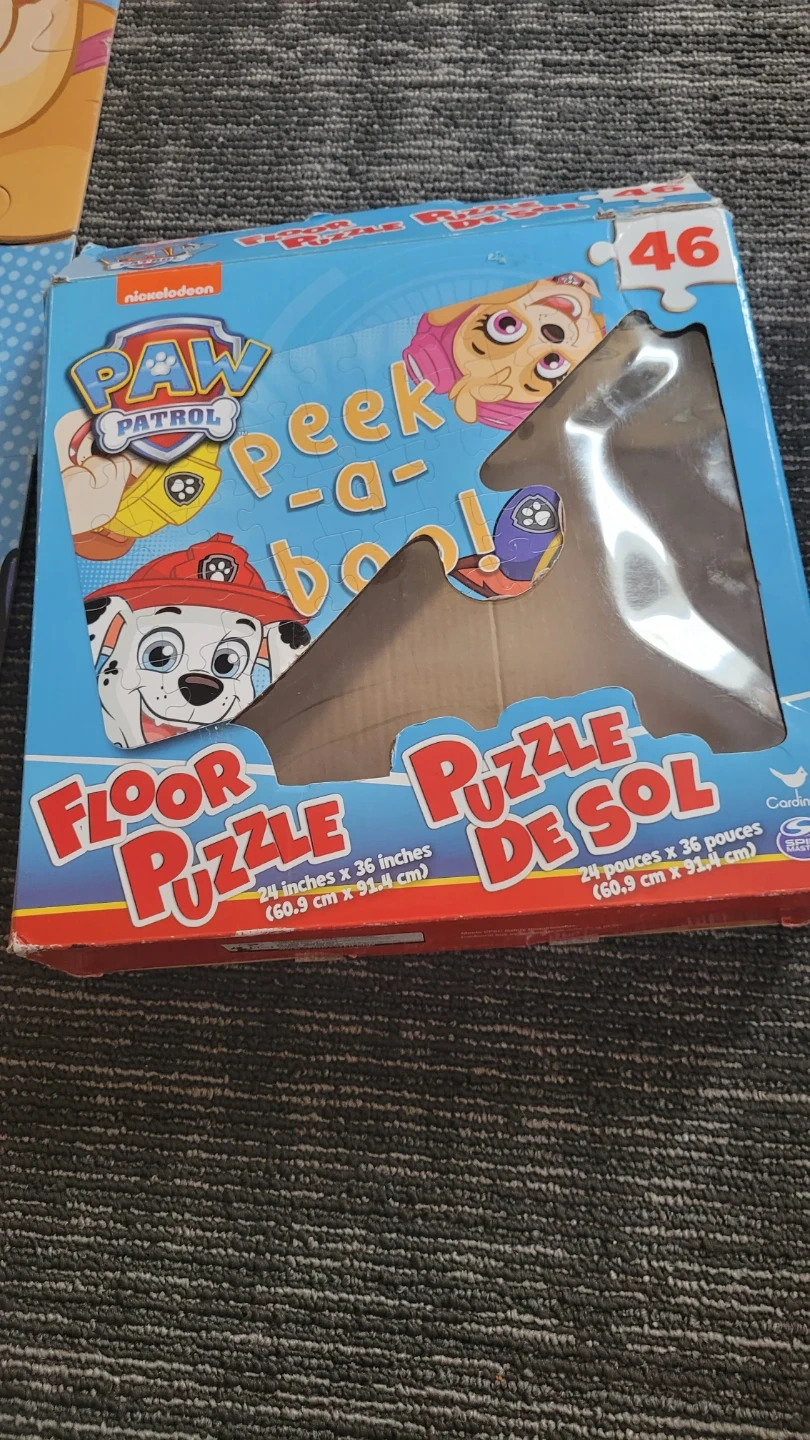 FLOOR PUZZLE
PUZZLE DE SOL
46
nickelodeon
46
PAW
PATROL
peek
-a-
boo!
FLOOR
PUZZLE
24 inches x 36 inches
(60.9 cm x 91.4 cm)
PUZZLE
DE SOL
24 pouces x 36 pouces
(60,9 cm x 91,4 cm)